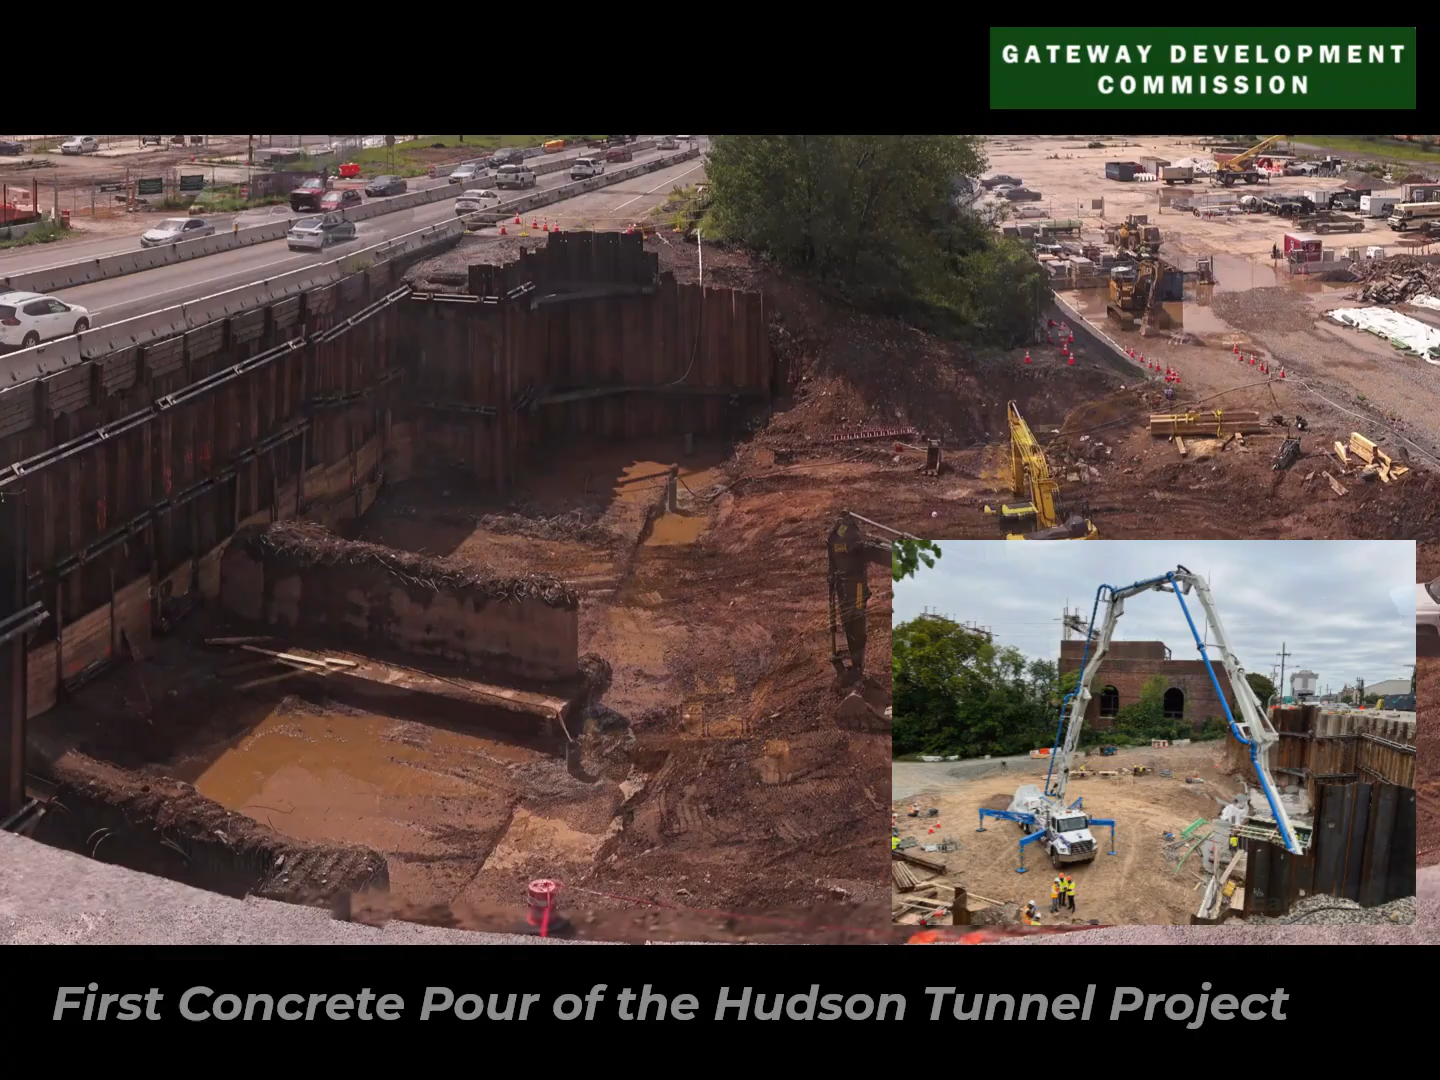 GATEWAY DEVELOPMENT
COMMISSION
First Concrete Pour of the Hudson Tunnel Project